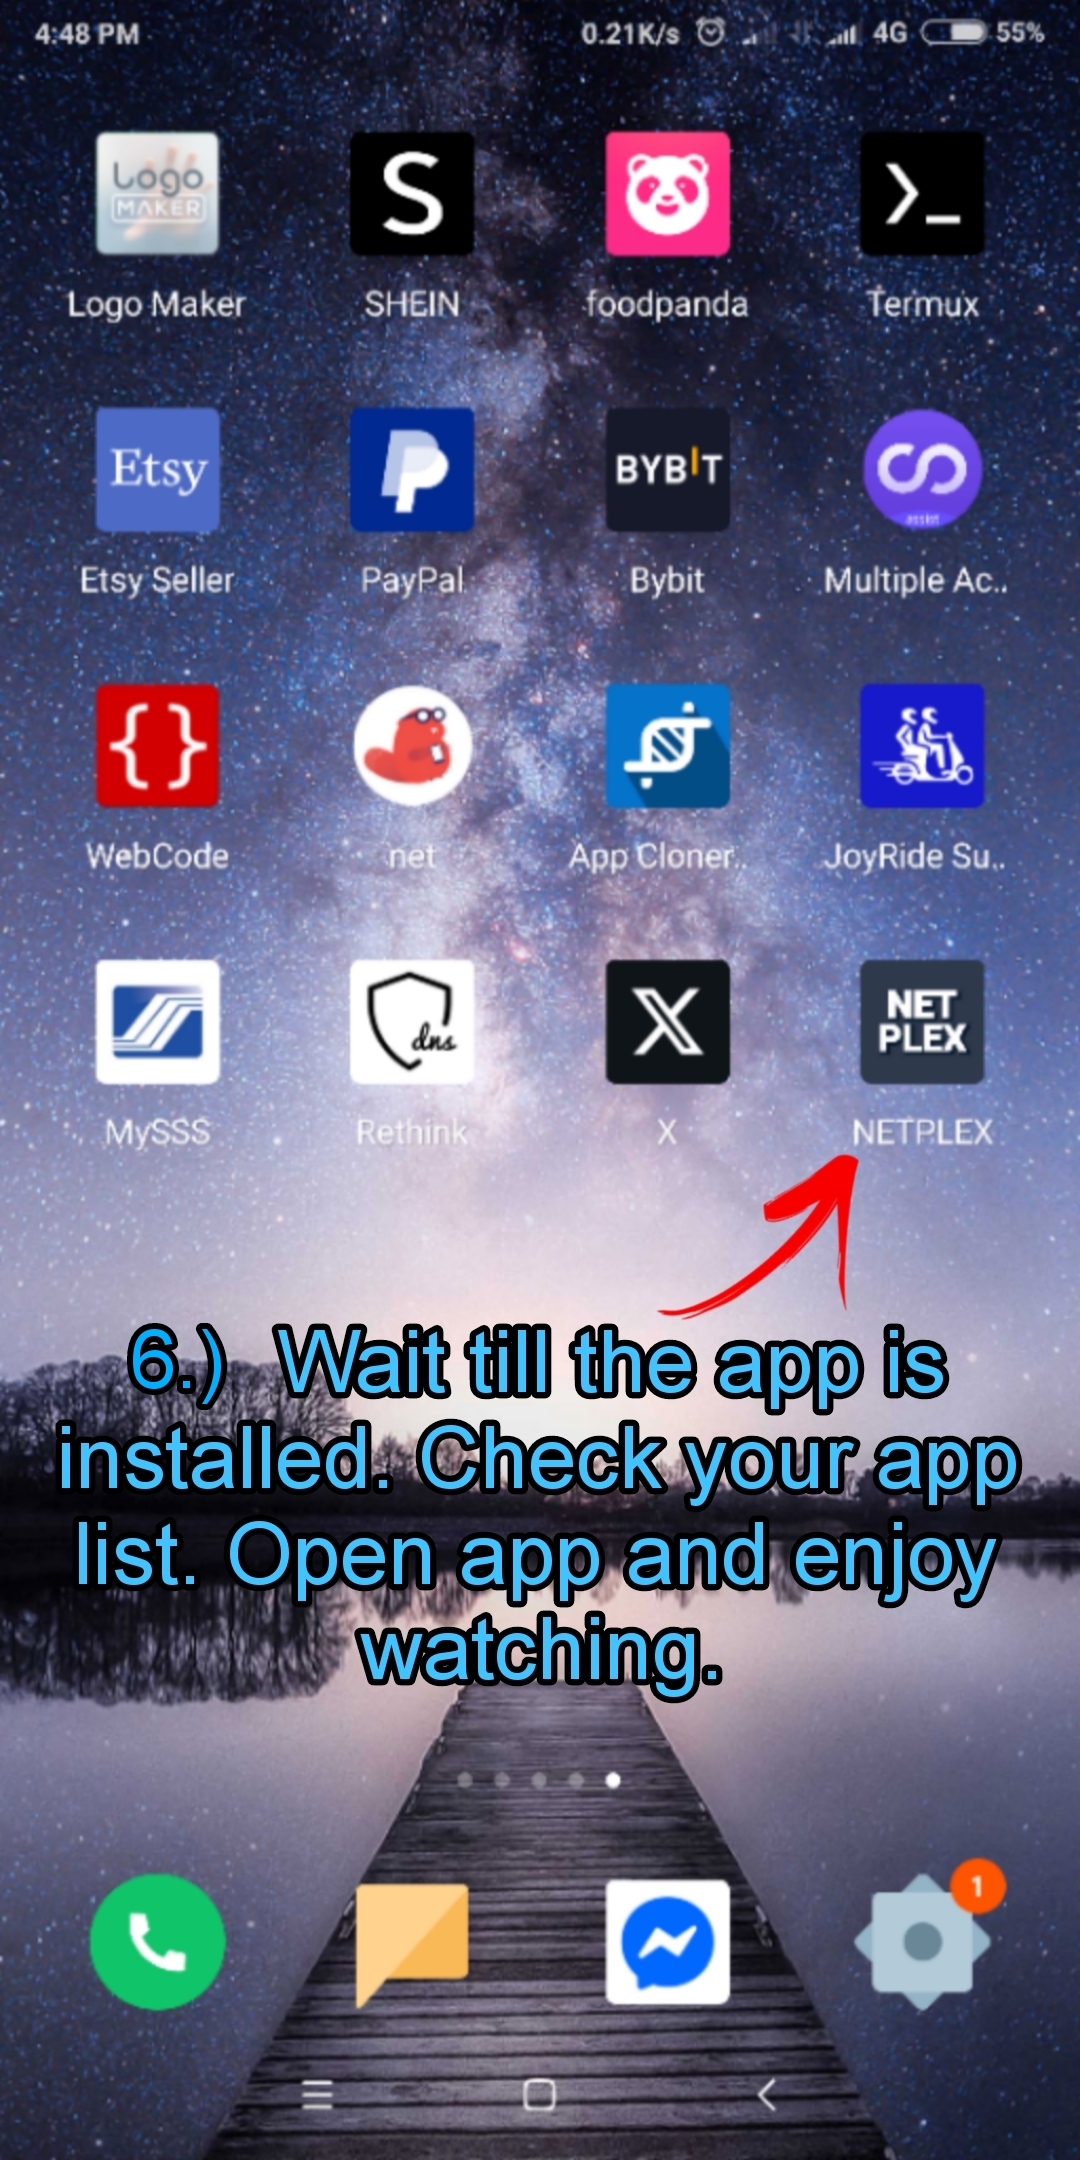 4:48 PM 0.21K/s 4G 55%
Logo
MAKER
S
>_
Logo Maker SHEIN foodpanda Termux
Etsy
BYBIT
assist
Etsy Seller PayPal Bybit Multiple Ac..
{}
WebCode net App Cloner.. JoyRide Su..
dns
X
NET
PLEX
MySSS Rethink X NETPLEX
6.) Wait till the app is
installed. Check your app
list. Open app and enjoy
watching.
1